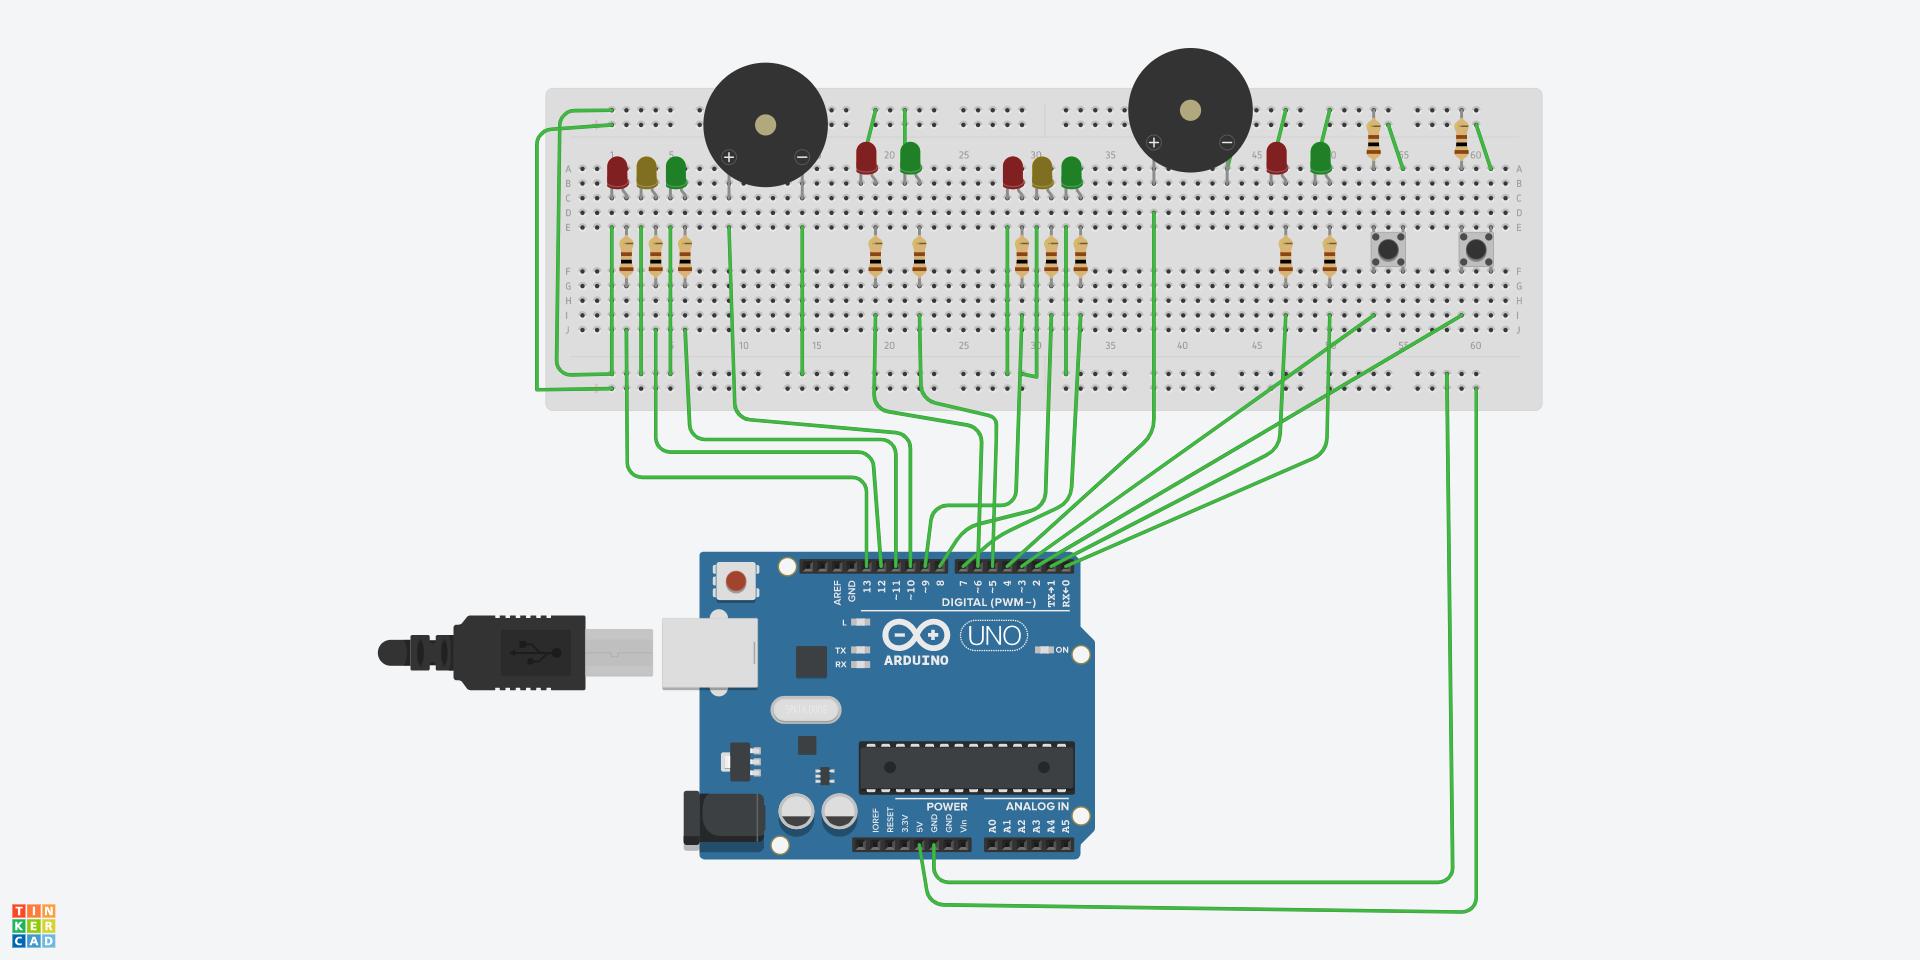 1 5 20 25 30 35 45 50 55 60
A A
B B
C C
D D
E E
F F
G G
H H
I I
J J
5 10 15 20 25 30 35 40 45 50 55 60
AREF GND 13 12 ~11 ~10 ~9 8 7 ~6 ~5 4 ~3 2 TX→1 RX←0
DIGITAL (PWM~)
L
TX
RX
ARDUINO
UNO
ON
POWER ANALOG IN
IOREF RESET 3.3V 5V GND GND Vin A0 A1 A2 A3 A4 A5
TIN
KER
CAD